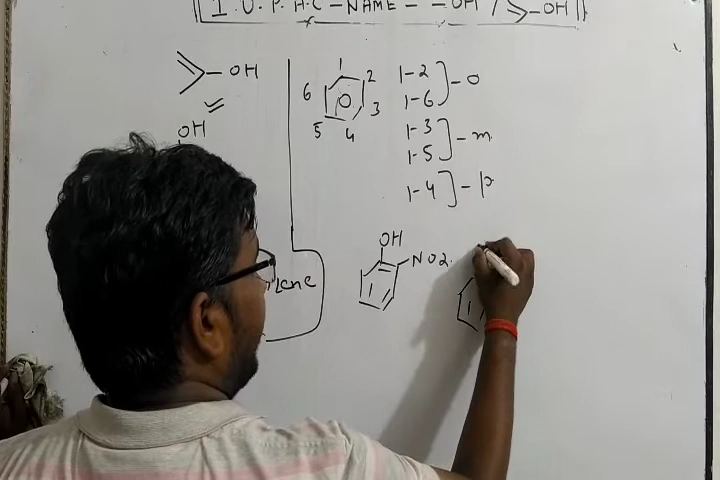 I.U.P.A.C - NAME - - OH / -OH
-OH
OH
1
2
3
4
5
6
1-2
1-6
-o
1-3
1-5
-m
1-4
-p
lene
OH
NO2.